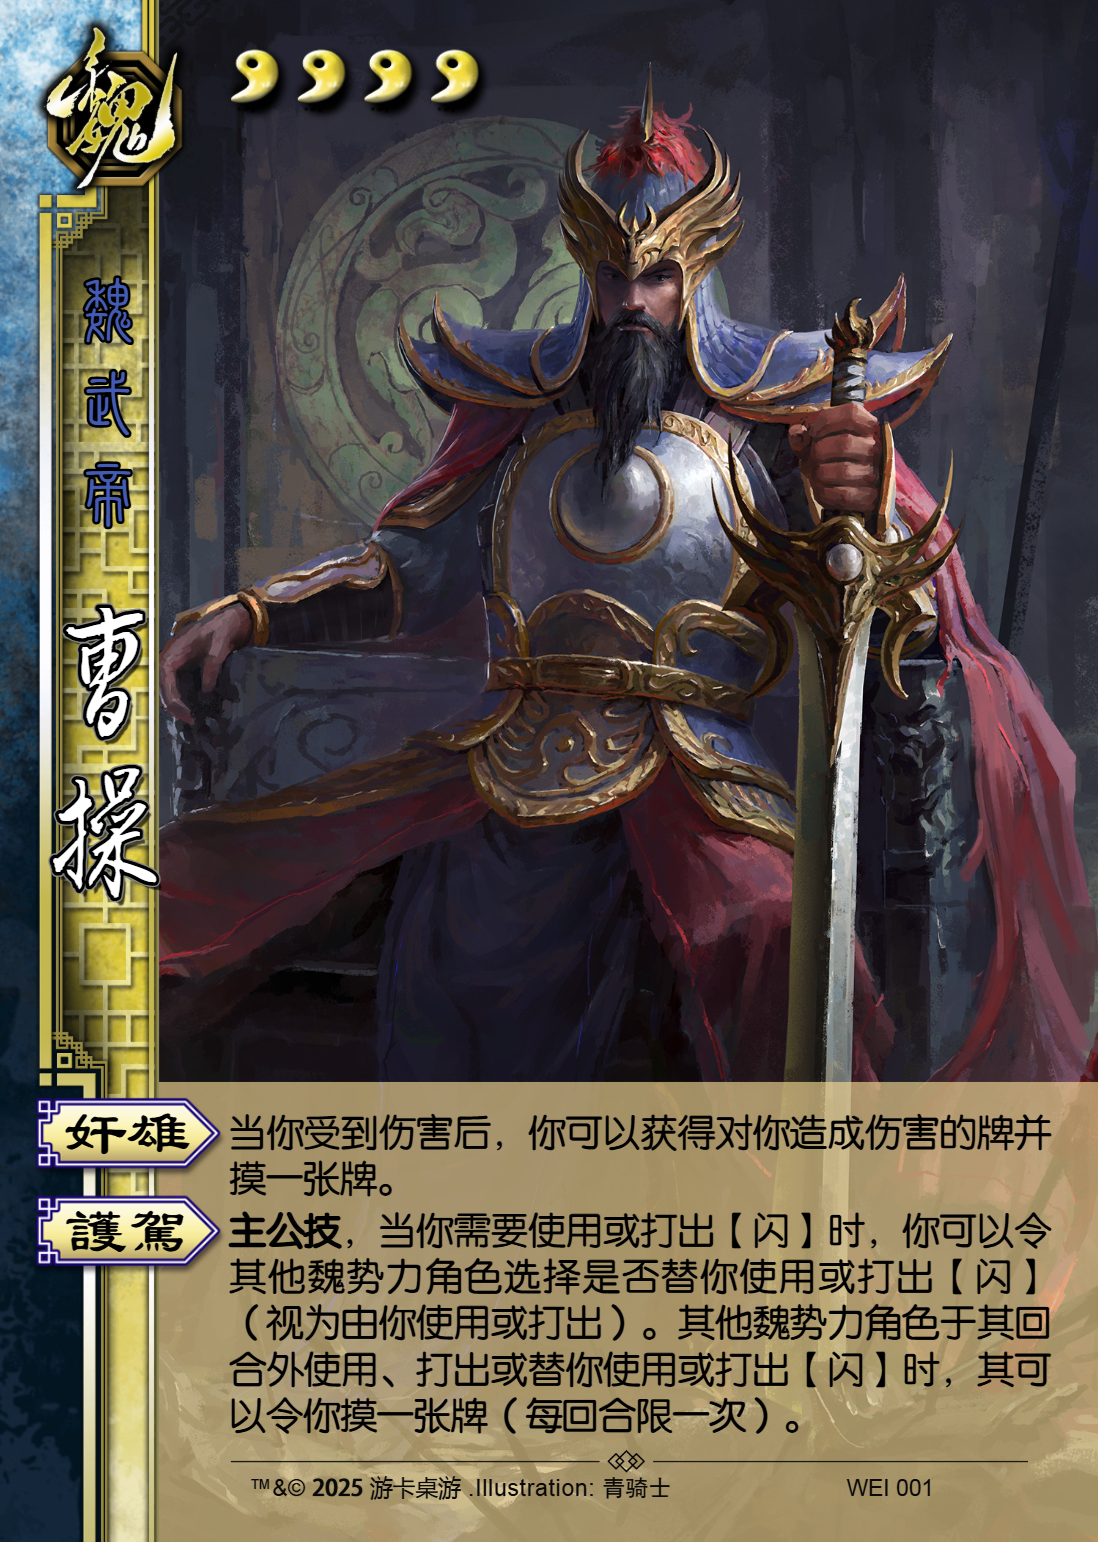 魏
魏武帝
曹操
奸雄
当你受到伤害后，你可以获得对你造成伤害的牌并
摸一张牌。
護駕
主公技，当你需要使用或打出【闪】时，你可以令
其他魏势力角色选择是否替你使用或打出【闪】
（视为由你使用或打出）。其他魏势力角色于其回
合外使用、打出或替你使用或打出【闪】时，其可
以令你摸一张牌（每回合限一次）。
™&© 2025 游卡桌游 .Illustration: 青骑士
WEI 001